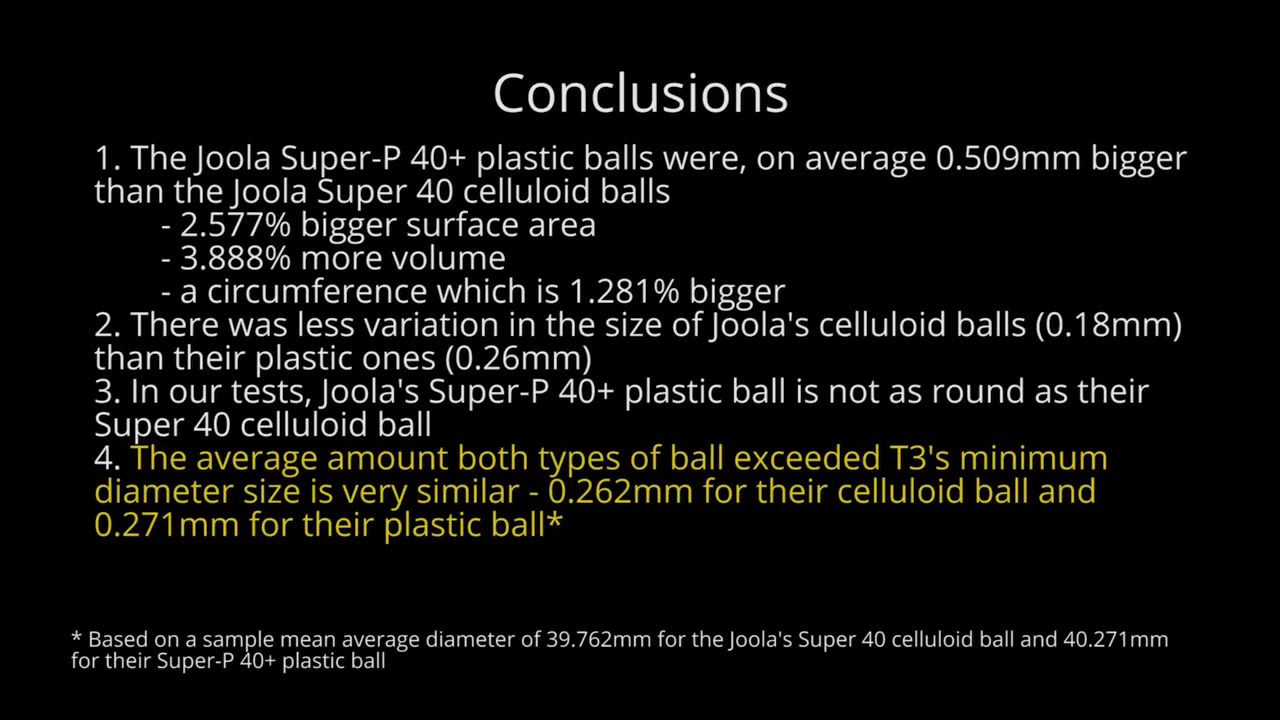 Conclusions
1. The Joola Super-P 40+ plastic balls were, on average 0.509mm bigger
than the Joola Super 40 celluloid balls
- 2.577% bigger surface area
- 3.888% more volume
- a circumference which is 1.281% bigger
2. There was less variation in the size of Joola's celluloid balls (0.18mm)
than their plastic ones (0.26mm)
3. In our tests, Joola's Super-P 40+ plastic ball is not as round as their
Super 40 celluloid ball
4. The average amount both types of ball exceeded T3's minimum
diameter size is very similar - 0.262mm for their celluloid ball and
0.271mm for their plastic ball*
* Based on a sample mean average diameter of 39.762mm for the Joola's Super 40 celluloid ball and 40.271mm
for their Super-P 40+ plastic ball